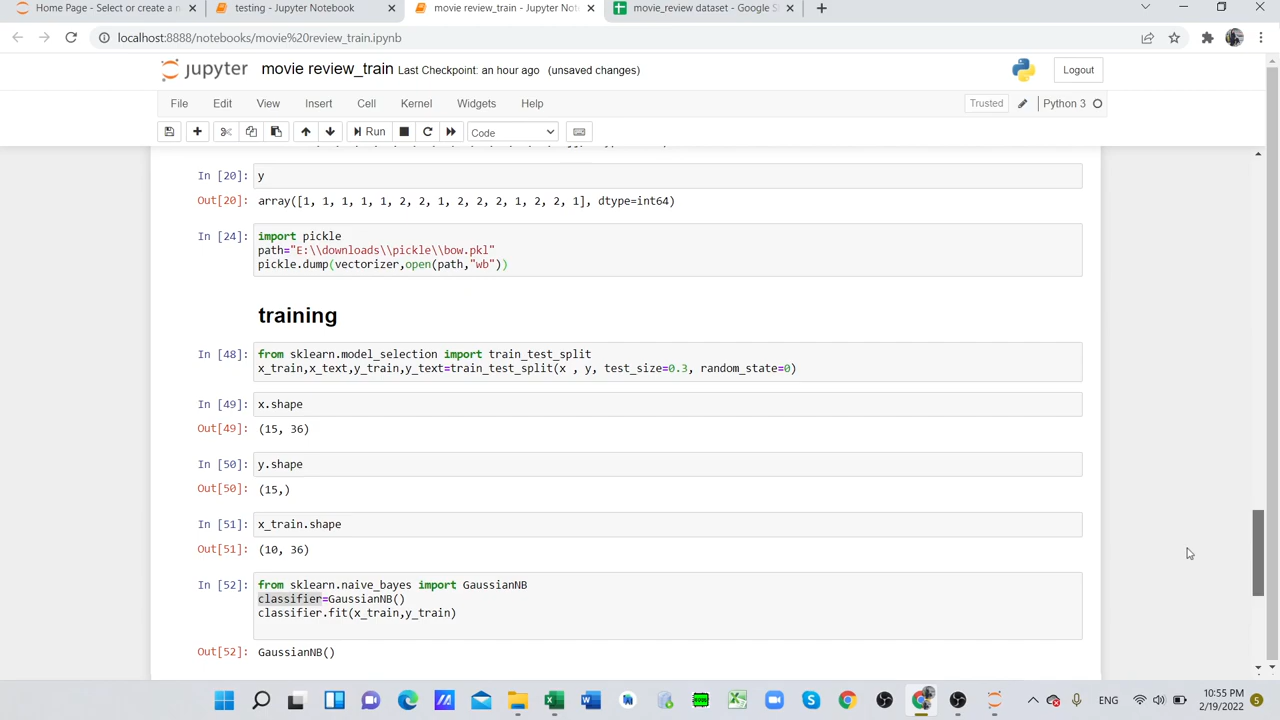 Home Page - Select or create a n
testing - Jupyter Notebook
movie review_train - Jupyter Not
movie_review dataset - Google S
localhost:8888/notebooks/movie%20review_train.ipynb
jupyter movie review_train Last Checkpoint: an hour ago (unsaved changes)
Logout
File Edit View Insert Cell Kernel Widgets Help
Trusted Python 3
Run Code
In [20]: y
Out[20]: array([1, 1, 1, 1, 1, 2, 2, 1, 2, 2, 2, 1, 2, 2, 1], dtype=int64)
In [24]: import pickle
path="E:\\downloads\\pickle\\bow.pkl"
pickle.dump(vectorizer,open(path,"wb"))
training
In [48]: from sklearn.model_selection import train_test_split
x_train,x_text,y_train,y_text=train_test_split(x , y, test_size=0.3, random_state=0)
In [49]: x.shape
Out[49]: (15, 36)
In [50]: y.shape
Out[50]: (15,)
In [51]: x_train.shape
Out[51]: (10, 36)
In [52]: from sklearn.naive_bayes import GaussianNB
classifier=GaussianNB()
classifier.fit(x_train,y_train)
Out[52]: GaussianNB()
ENG
10:55 PM
2/19/2022
5